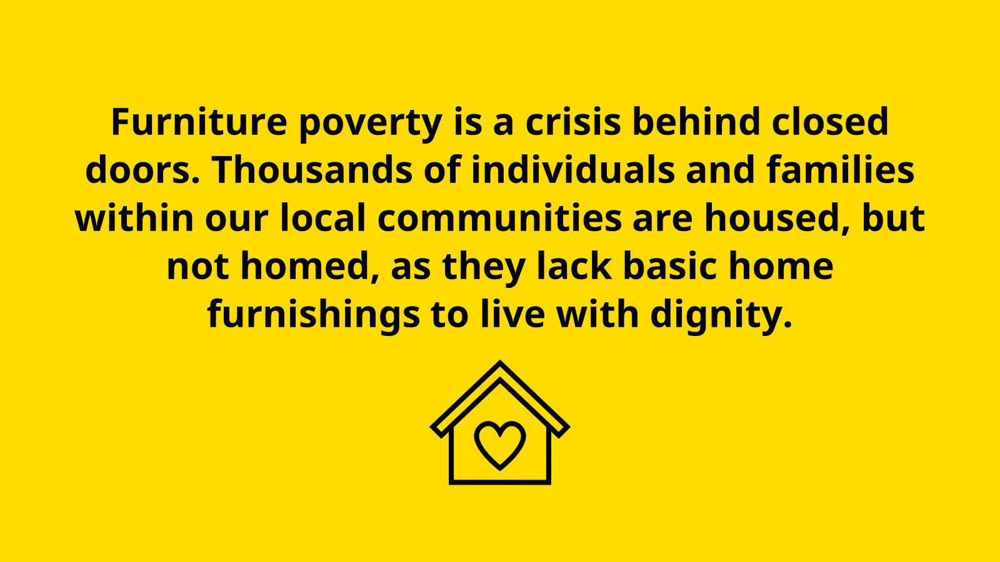 Furniture poverty is a crisis behind closed
doors. Thousands of individuals and families
within our local communities are housed, but
not homed, as they lack basic home
furnishings to live with dignity.